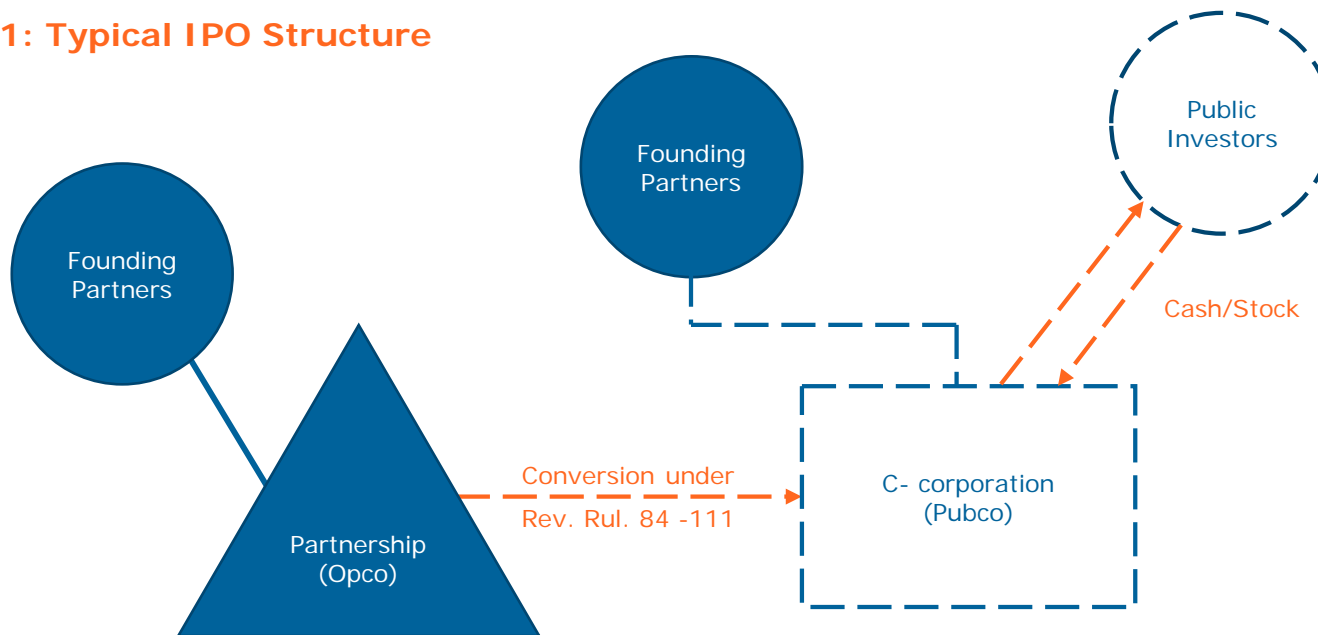 1: Typical IPO Structure
Public
Investors
Founding
Partners
Founding
Partners
Cash/Stock
Conversion under
Rev. Rul. 84 -111
C- corporation
(Pubco)
Partnership
(Opco)